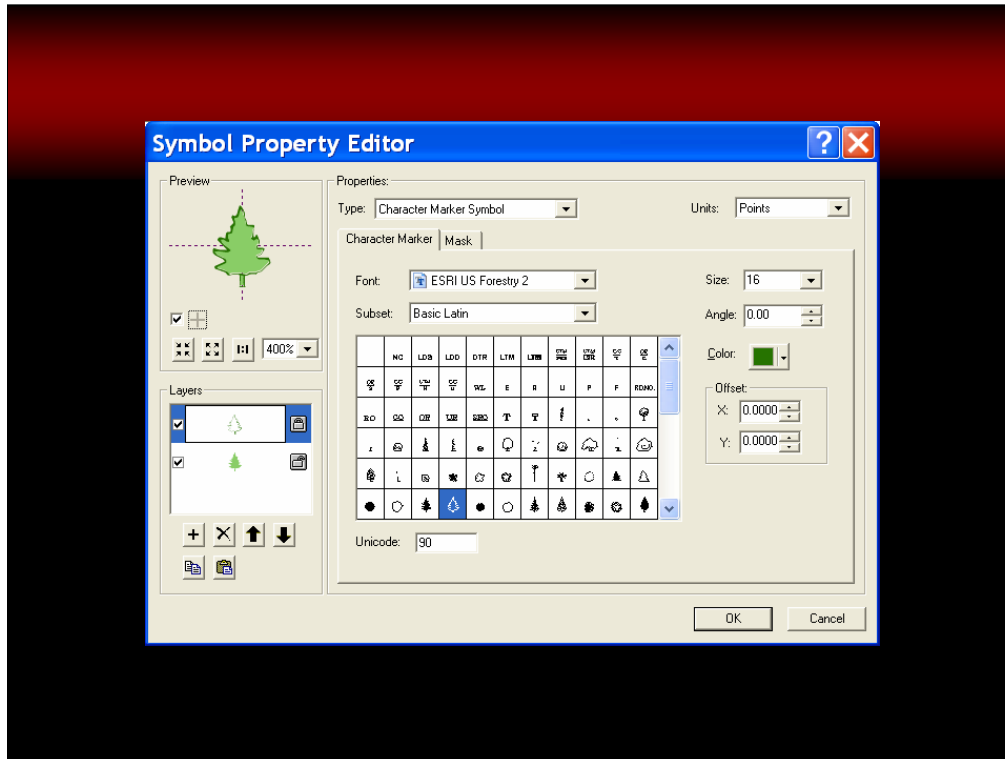 Symbol Property Editor
Preview
400%
Layers
Properties:
Type: Character Marker Symbol
Units: Points
Character Marker
Mask
Font: ESRI US Forestry 2
Subset: Basic Latin
NC LDB LDD DTR LTM
E R U P F RDNO.
RO T
Unicode: 90
Size: 16
Angle: 0.00
Color:
Offset:
X: 0.0000
Y: 0.0000
OK
Cancel